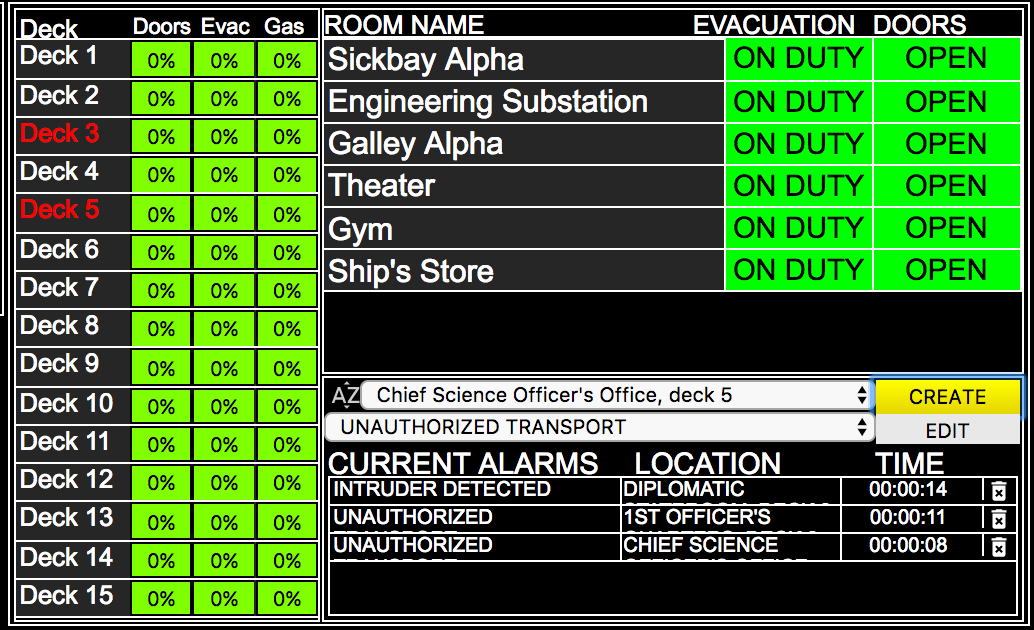 Deck Doors Evac Gas
Deck 1 0% 0% 0%
Deck 2 0% 0% 0%
Deck 3 0% 0% 0%
Deck 4 0% 0% 0%
Deck 5 0% 0% 0%
Deck 6 0% 0% 0%
Deck 7 0% 0% 0%
Deck 8 0% 0% 0%
Deck 9 0% 0% 0%
Deck 10 0% 0% 0%
Deck 11 0% 0% 0%
Deck 12 0% 0% 0%
Deck 13 0% 0% 0%
Deck 14 0% 0% 0%
Deck 15 0% 0% 0%
ROOM NAME EVACUATION DOORS
Sickbay Alpha ON DUTY OPEN
Engineering Substation ON DUTY OPEN
Galley Alpha ON DUTY OPEN
Theater ON DUTY OPEN
Gym ON DUTY OPEN
Ship's Store ON DUTY OPEN
AZ Chief Science Officer's Office, deck 5 CREATE
UNAUTHORIZED TRANSPORT EDIT
CURRENT ALARMS LOCATION TIME
INTRUDER DETECTED DIPLOMATIC 00:00:14
UNAUTHORIZED 1ST OFFICER'S 00:00:11
UNAUTHORIZED CHIEF SCIENCE 00:00:08